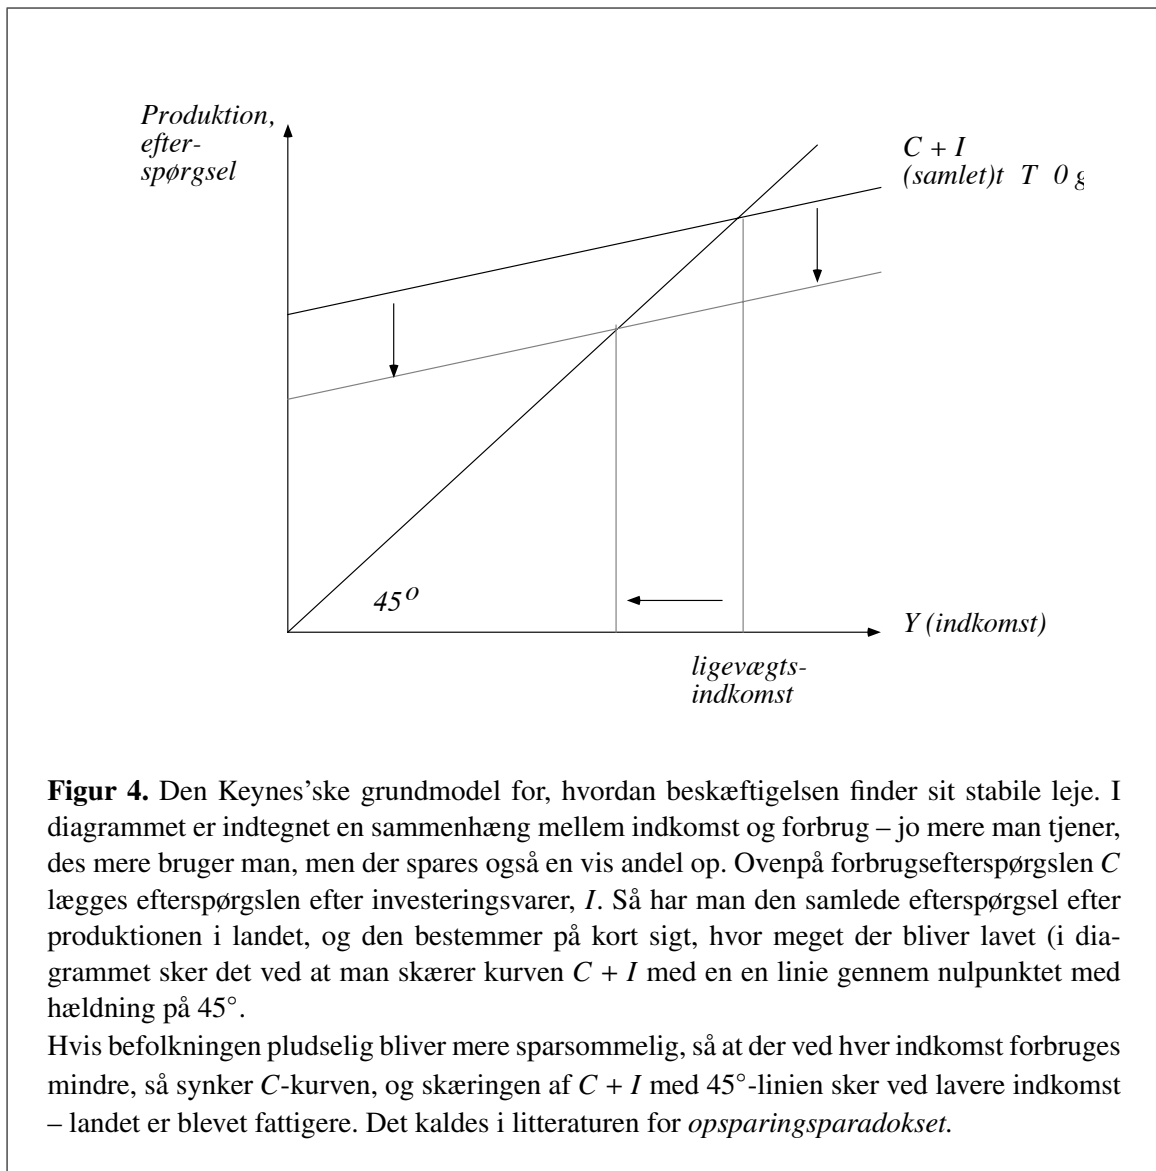 Produktion,
efter-
spørgsel
C + I
(samlet)t T 0 g
45o
Y (indkomst)
ligevægts-
indkomst
Figur 4. Den Keynes’ske grundmodel for, hvordan beskæftigelsen finder sit stabile leje. I
diagrammet er indtegnet en sammenhæng mellem indkomst og forbrug – jo mere man tjener,
des mere bruger man, men der spares også en vis andel op. Ovenpå forbrugsefterspørgslen C
lægges efterspørgslen efter investeringsvarer, I. Så har man den samlede efterspørgsel efter
produktionen i landet, og den bestemmer på kort sigt, hvor meget der bliver lavet (i dia-
grammet sker det ved at man skærer kurven C + I med en en linie gennem nulpunktet med
hældning på 45°.
Hvis befolkningen pludselig bliver mere sparsommelig, så at der ved hver indkomst forbruges
mindre, så synker C-kurven, og skæringen af C + I med 45°-linien sker ved lavere indkomst
– landet er blevet fattigere. Det kaldes i litteraturen for opsparingsparadokset.